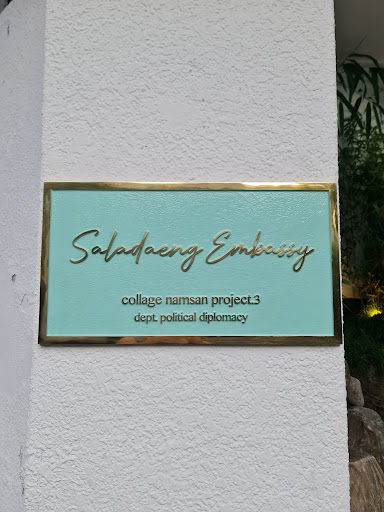 Saladaeng Embassy
collage namsan project.3
dept. political diplomacy